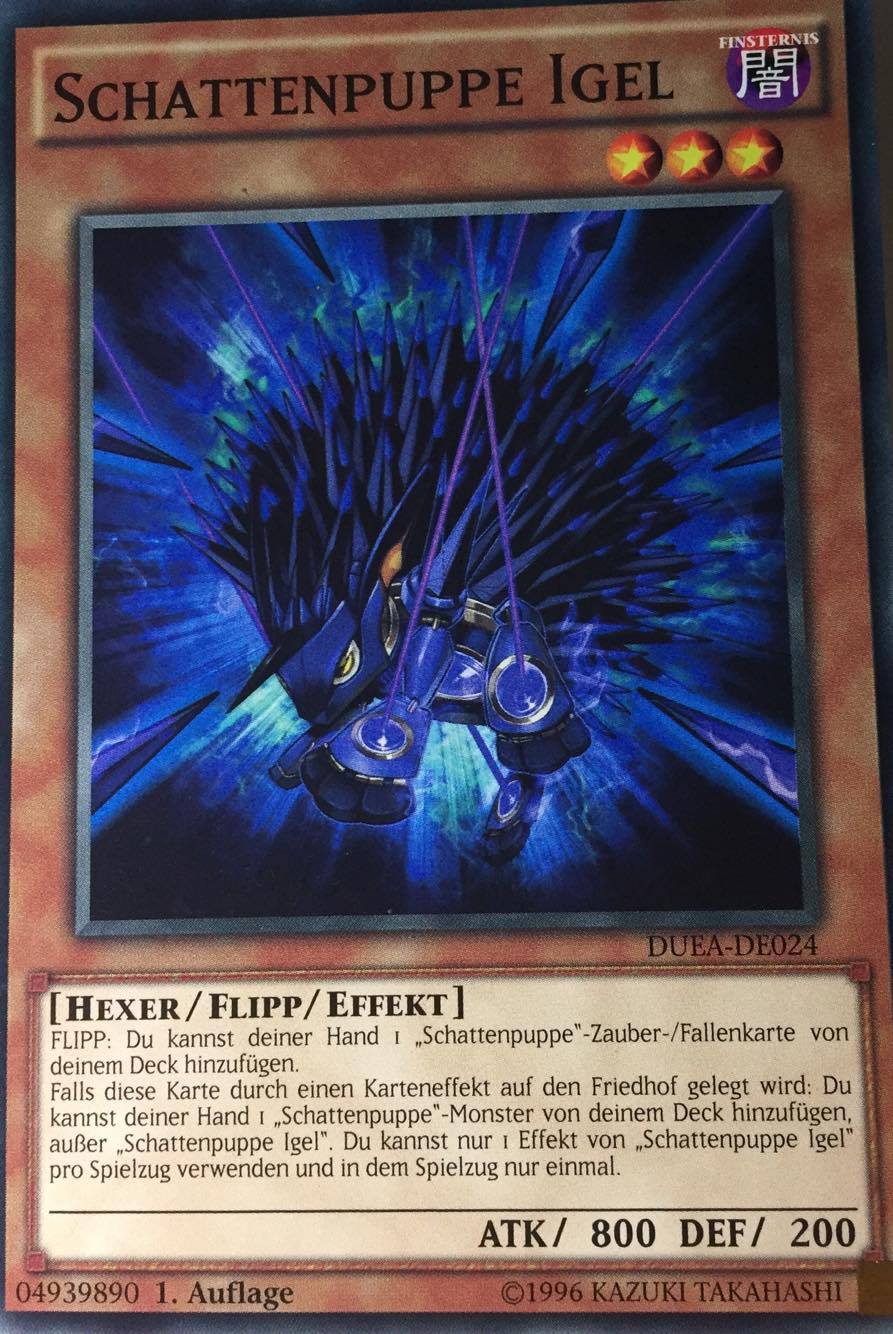 Schattenpuppe Igel
FINSTERNIS
闇
DUEA-DE024
[Hexer/Flipp/Effekt]
FLIPP: Du kannst deiner Hand 1 „Schattenpuppe“-Zauber-/Fallenkarte von
deinem Deck hinzufügen.
Falls diese Karte durch einen Karteneffekt auf den Friedhof gelegt wird: Du
kannst deiner Hand 1 „Schattenpuppe“-Monster von deinem Deck hinzufügen,
außer „Schattenpuppe Igel“. Du kannst nur 1 Effekt von „Schattenpuppe Igel“
pro Spielzug verwenden und in dem Spielzug nur einmal.
ATK/ 800 DEF/ 200
04939890 1. Auflage ©1996 KAZUKI TAKAHASHI